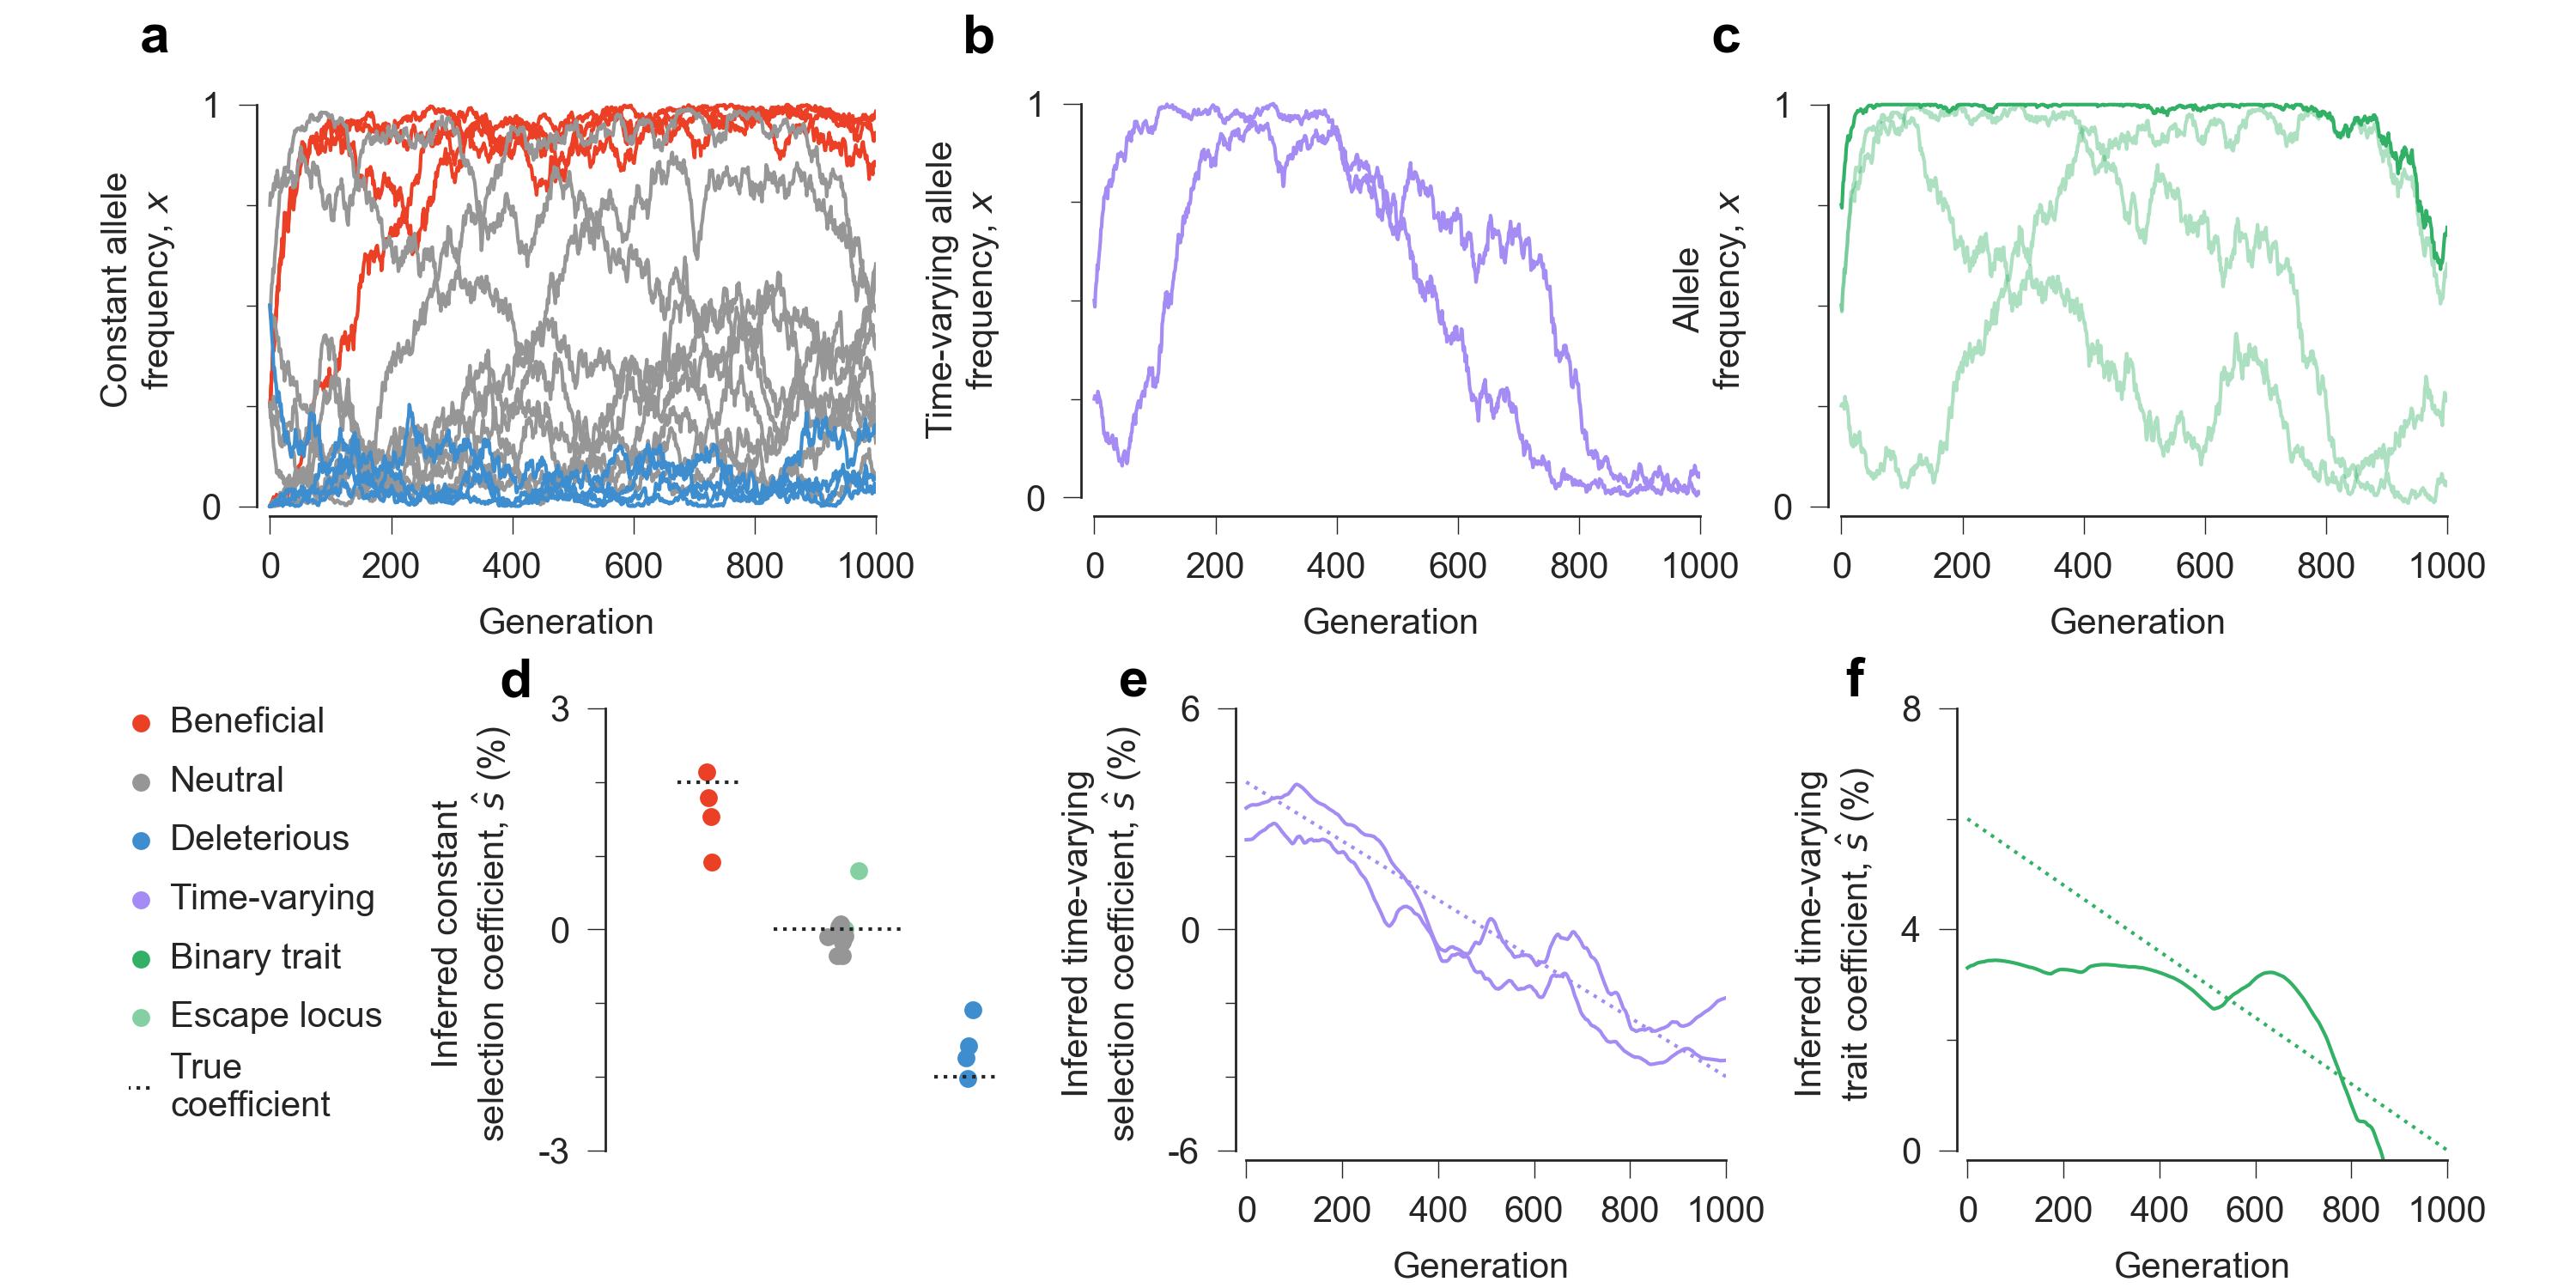 a
1
0
Constant allele
frequency, x
0 200 400 600 800 1000
Generation
b
1
0
Time-varying allele
frequency, x
0 200 400 600 800 1000
Generation
c
1
0
Allele
frequency, x
0 200 400 600 800 1000
Generation
Beneficial
Neutral
Deleterious
Time-varying
Binary trait
Escape locus
True
coefficient
d
3
0
-3
Inferred constant
selection coefficient, ŝ (%)
e
6
0
-6
Inferred time-varying
selection coefficient, ŝ (%)
0 200 400 600 800 1000
Generation
f
8
4
0
Inferred time-varying
trait coefficient, ŝ (%)
0 200 400 600 800 1000
Generation